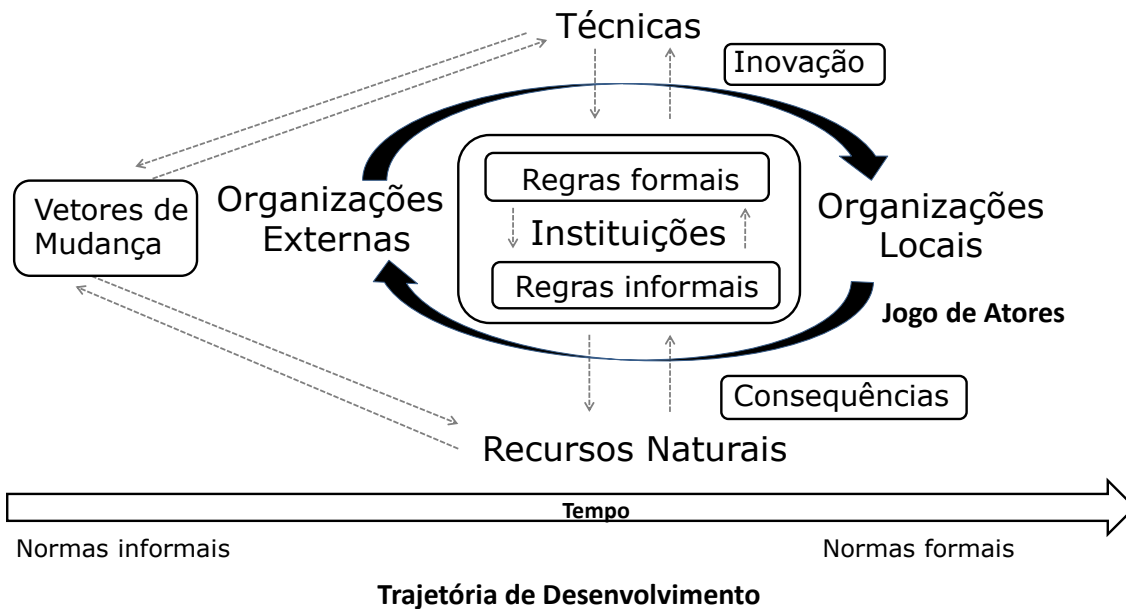 Técnicas
Inovação
Regras formais
Vetores de
Mudança
Organizações
Externas
Instituições
Organizações
Locais
Regras informais
Jogo de Atores
Consequências
Recursos Naturais
Tempo
Normas informais
Normas formais
Trajetória de Desenvolvimento